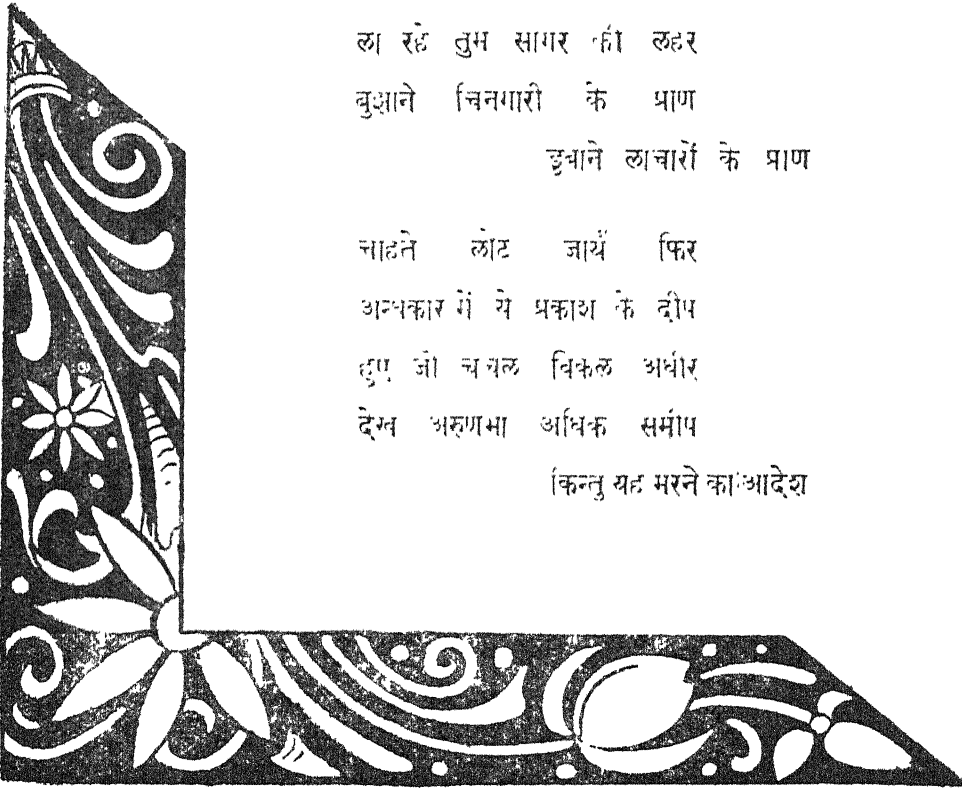 ला रहे तुम सागर की लहर
बुझाने चिनगारी के प्राण
डुबाने लाचारों के प्राण
चाहते लौट जायँ फिर
अन्धकार में ये प्रकाश के दीप
हुए जो चंचल विकल अधीर
देख अरुणभा अधिक समीप
किन्तु यह मरने का आदेश